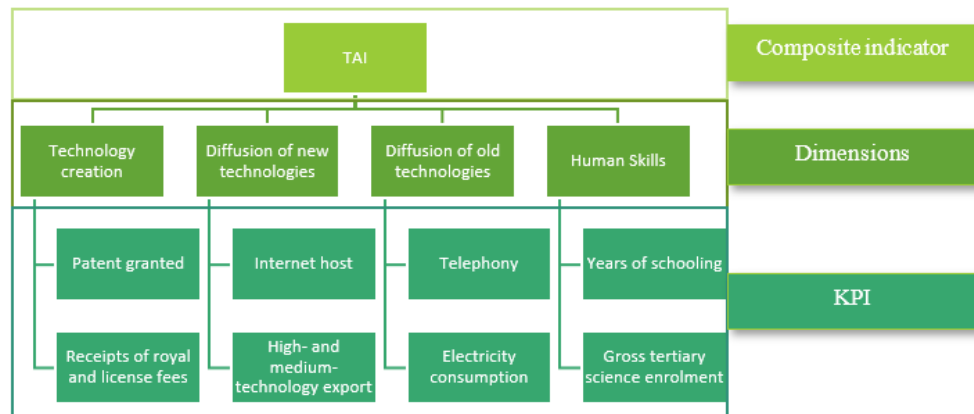 TAI
Composite indicator
Technology
creation
Diffusion of new
technologies
Diffusion of old
technologies
Human Skills
Dimensions
Patent granted
Internet host
Telephony
Years of schooling
KPI
Receipts of royal
and license fees
High- and
medium-
technology export
Electricity
consumption
Gross tertiary
science enrolment